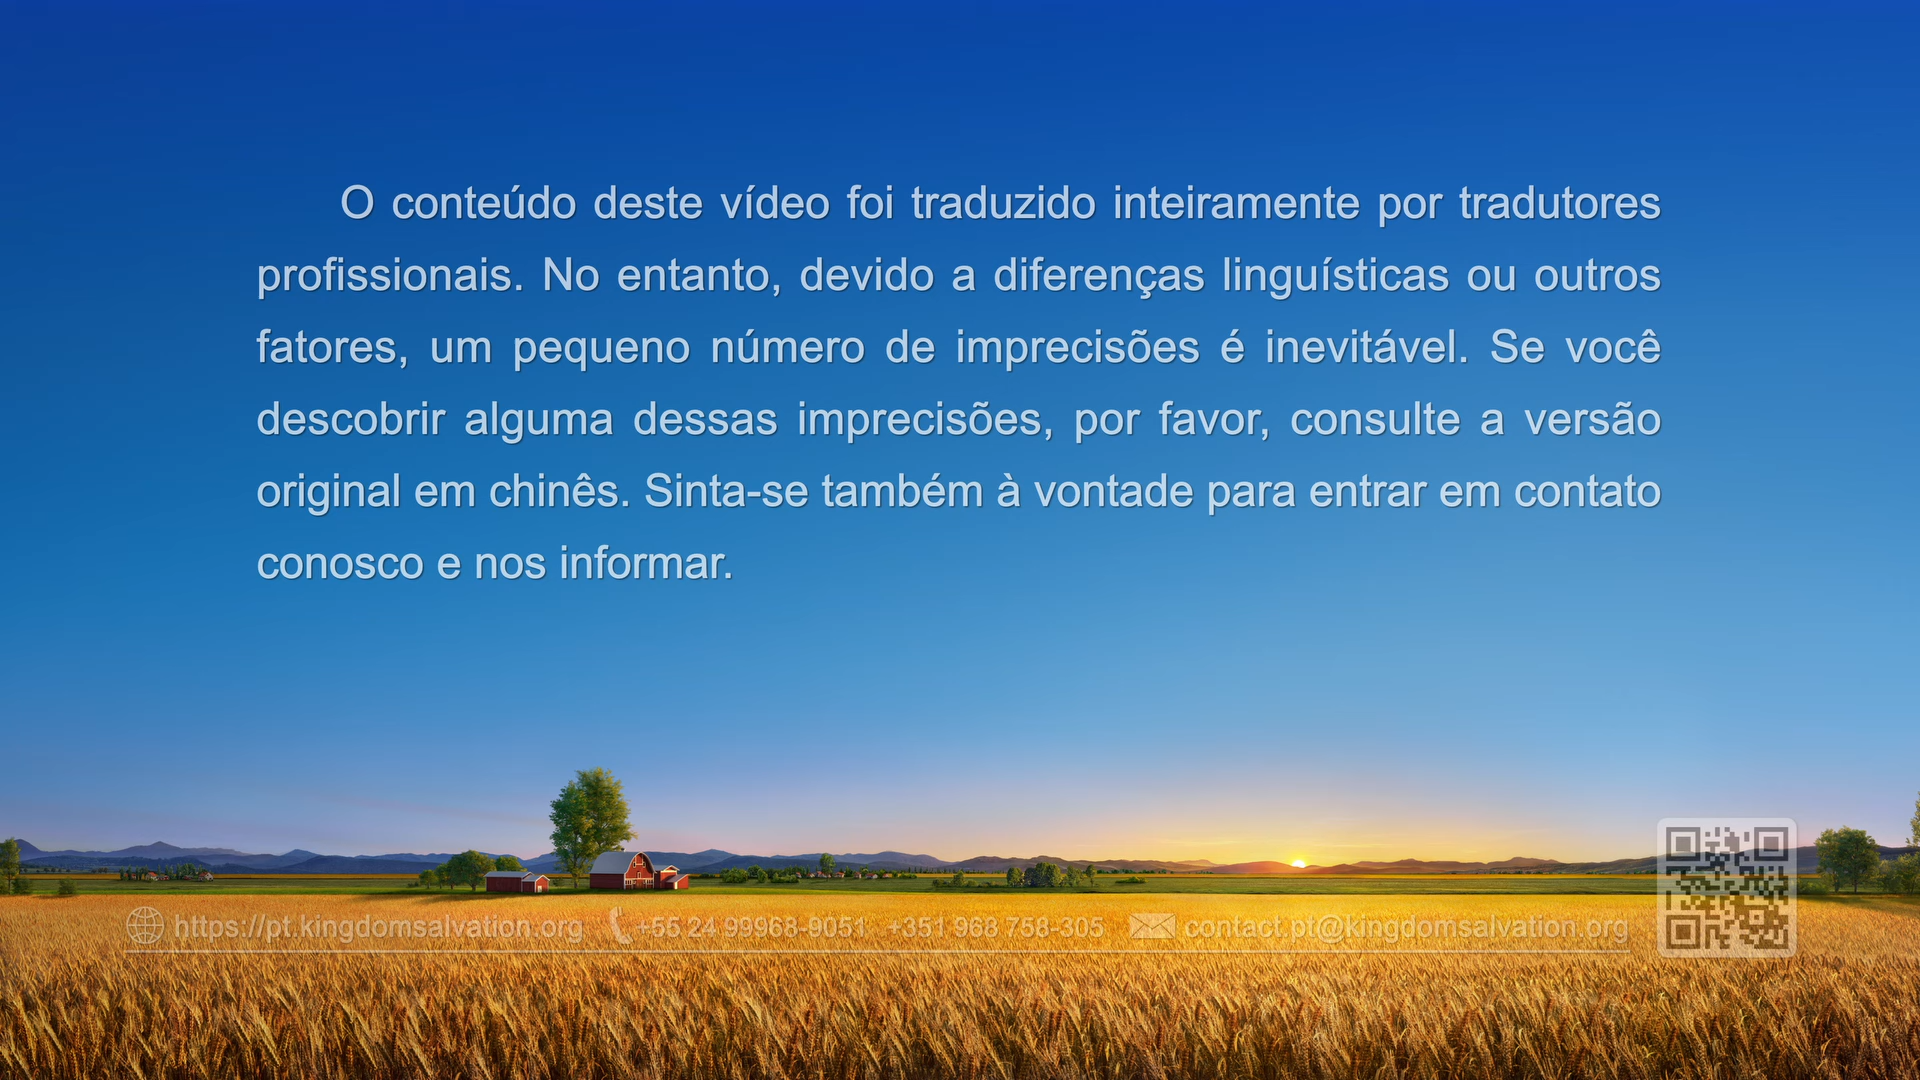 O conteúdo deste vídeo foi traduzido inteiramente por tradutores
profissionais. No entanto, devido a diferenças linguísticas ou outros
fatores, um pequeno número de imprecisões é inevitável. Se você
descobrir alguma dessas imprecisões, por favor, consulte a versão
original em chinês. Sinta-se também à vontade para entrar em contato
conosco e nos informar.
https://pt.kingdomsalvation.org +55 24 99968-9051, +351 968 758-305 contact.pt@kingdomsalvation.org